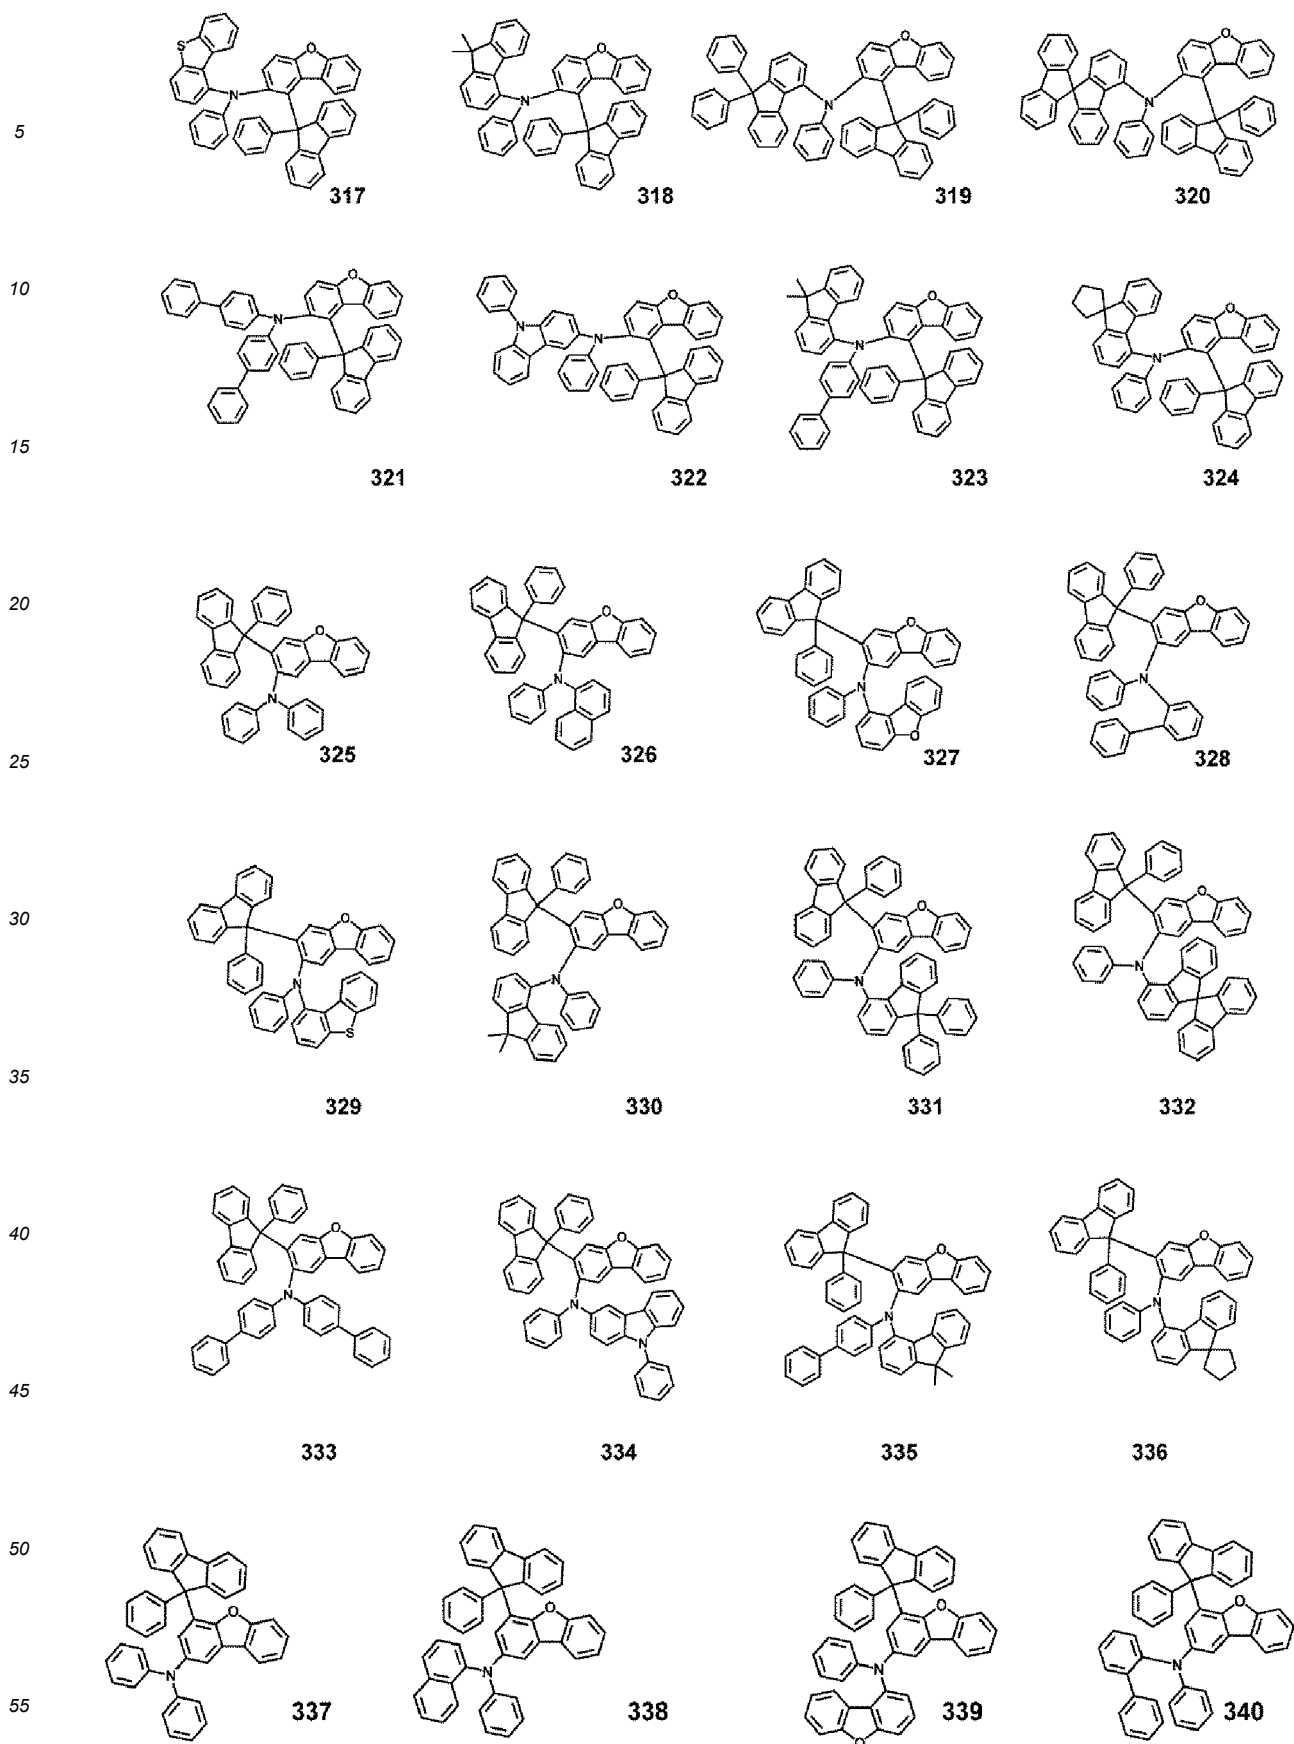 S O O O O
N N N N
5
317 318 319 320
10
O O O O
N N N N N
321 322 323 324
15
20
O O O O
N N N N
O
325 326 327 328
25
30
O O O O
N N N N
S
329 330 331 332
35
40
O O O O
N N N N
N
333 334 335 336
45
50
O O O O
N N N N
O
337 338 339 340
55